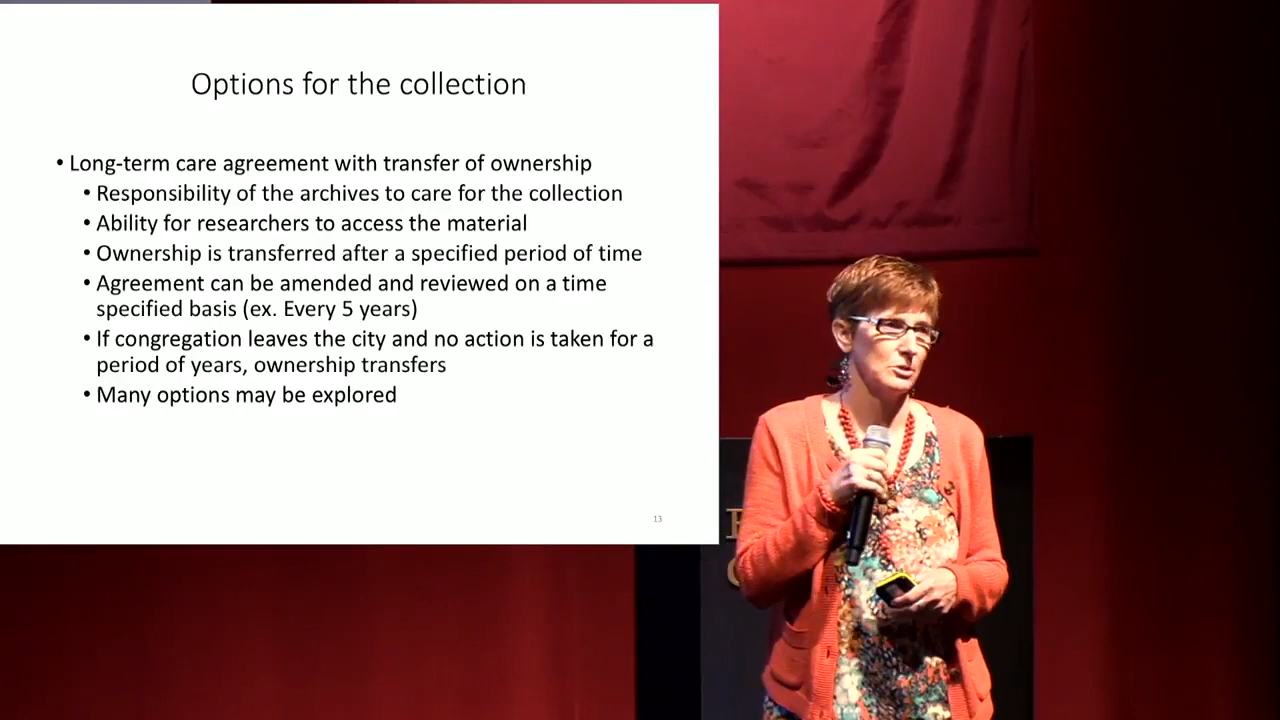 Options for the collection
• Long-term care agreement with transfer of ownership
• Responsibility of the archives to care for the collection
• Ability for researchers to access the material
• Ownership is transferred after a specified period of time
• Agreement can be amended and reviewed on a time
specified basis (ex. Every 5 years)
• If congregation leaves the city and no action is taken for a
period of years, ownership transfers
• Many options may be explored
13